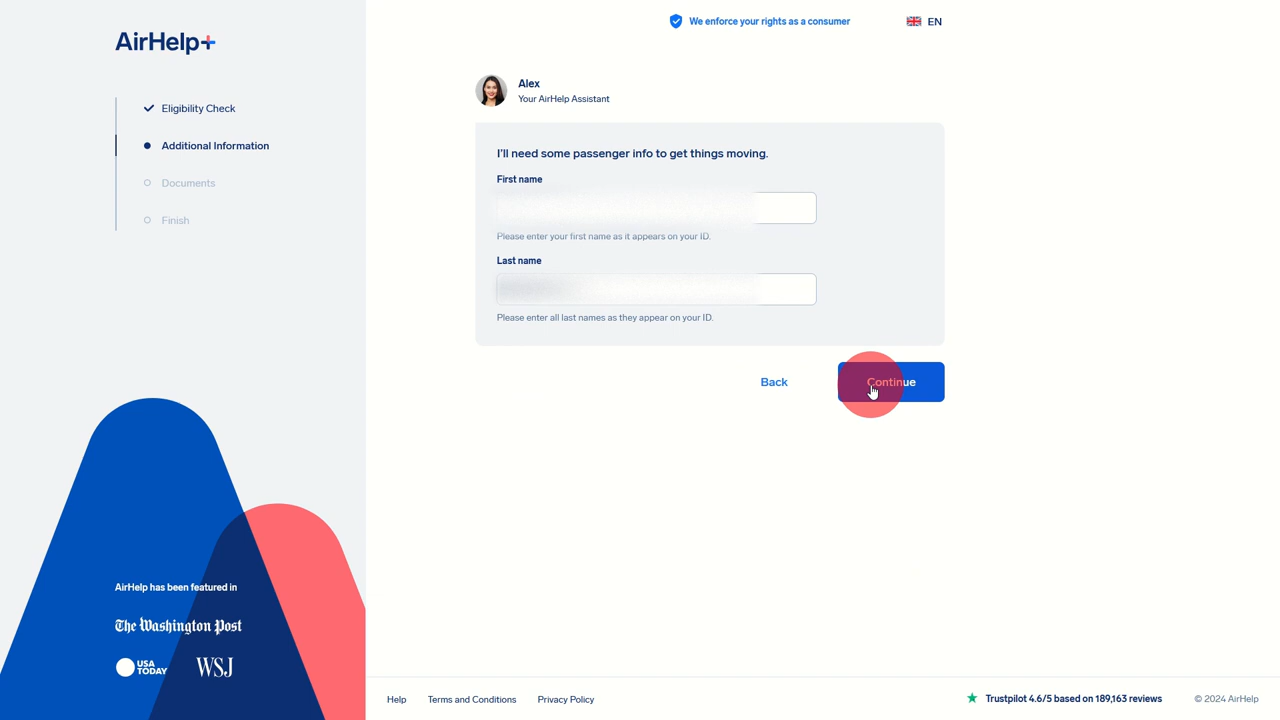 AirHelp+
Eligibility Check
Additional Information
Documents
Finish
AirHelp has been featured in
The Washington Post
USA
TODAY
WSJ
We enforce your rights as a consumer
EN
Alex
Your AirHelp Assistant
I'll need some passenger info to get things moving.
First name
Please enter your first name as it appears on your ID.
Last name
Please enter all last names as they appear on your ID.
Back
Continue
Help
Terms and Conditions
Privacy Policy
Trustpilot 4.6/5 based on 189,163 reviews
© 2024 AirHelp